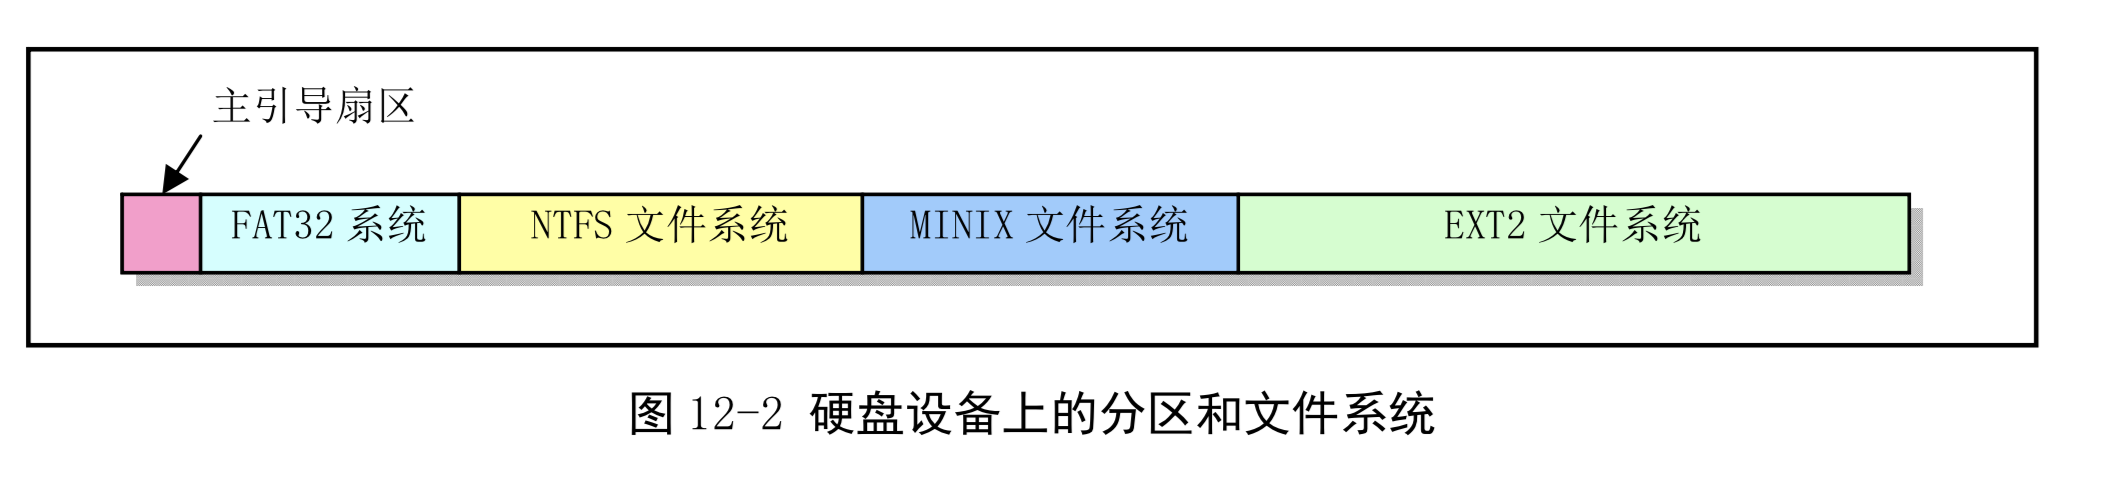 主引导扇区
FAT32 系统
NTFS 文件系统
MINIX 文件系统
EXT2 文件系统
图 12-2 硬盘设备上的分区和文件系统